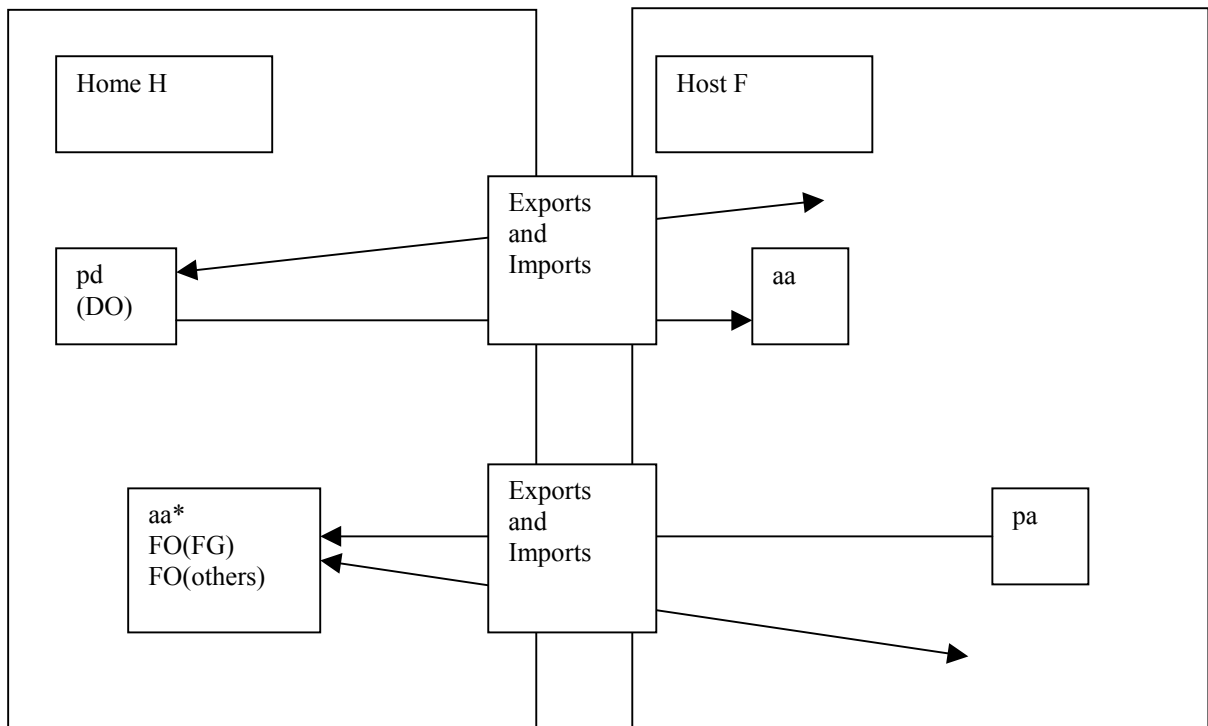 Home H
Host F
Exports
and
Imports
pd
(DO)
aa
Exports
and
Imports
aa*
FO(FG)
FO(others)
pa